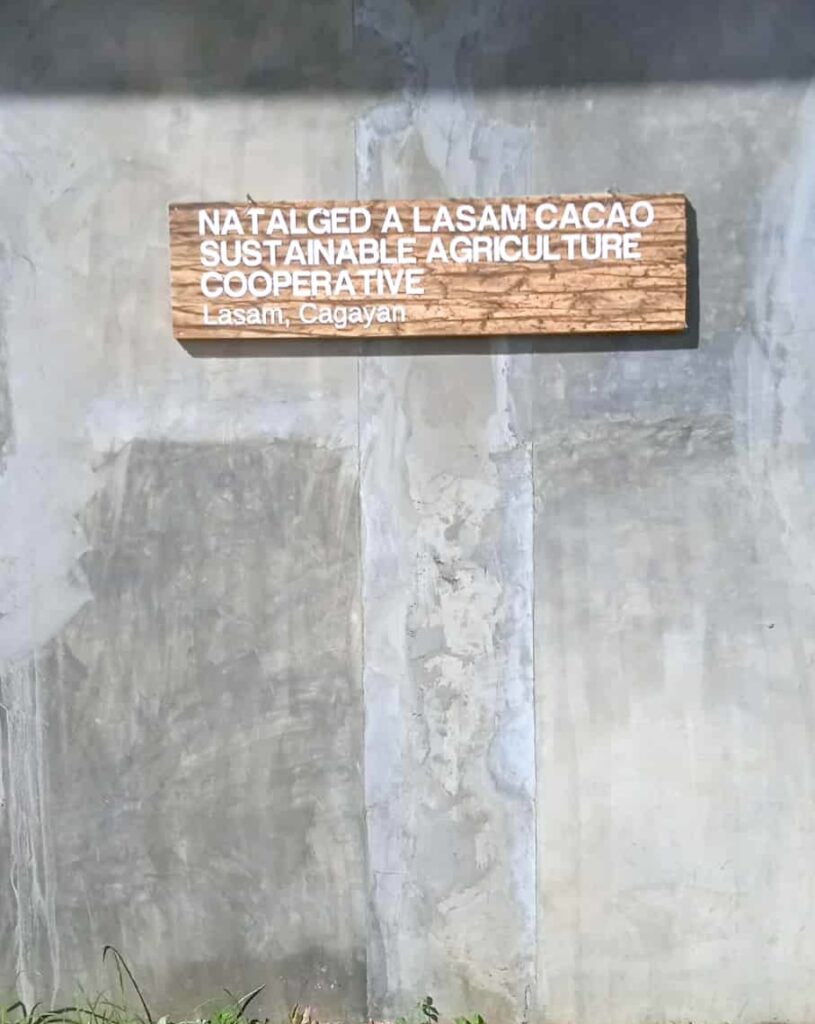 NATALGED A LASAM CACAO
SUSTAINABLE AGRICULTURE
COOPERATIVE
Lasam, Cagayan